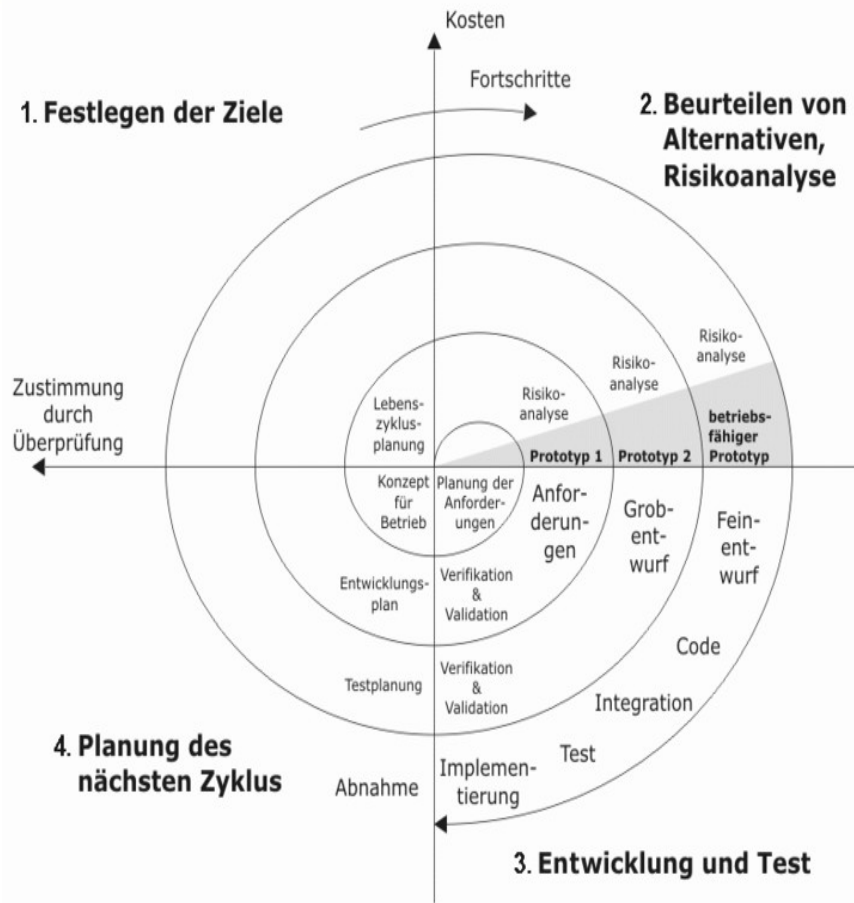 Kosten
Fortschritte
1. Festlegen der Ziele
2. Beurteilen von
Alternativen,
Risikoanalyse
Risiko-
analyse
Risiko-
analyse
Risiko-
analyse
Zustimmung
durch
Überprüfung
Lebens-
zyklus-
planung
betriebs-
fähiger
Prototyp
Prototyp 1
Prototyp 2
Konzept
für
Betrieb
Planung der
Anforder-
ungen
Anfor-
derun-
gen
Grob-
ent-
wurf
Fein-
ent-
wurf
Entwicklungs-
plan
Verifikation
&
Validation
Code
Testplanung
Verifikation
&
Validation
Integration
4. Planung des
nächsten Zyklus
Test
Abnahme
Implemen-
tierung
3. Entwicklung und Test